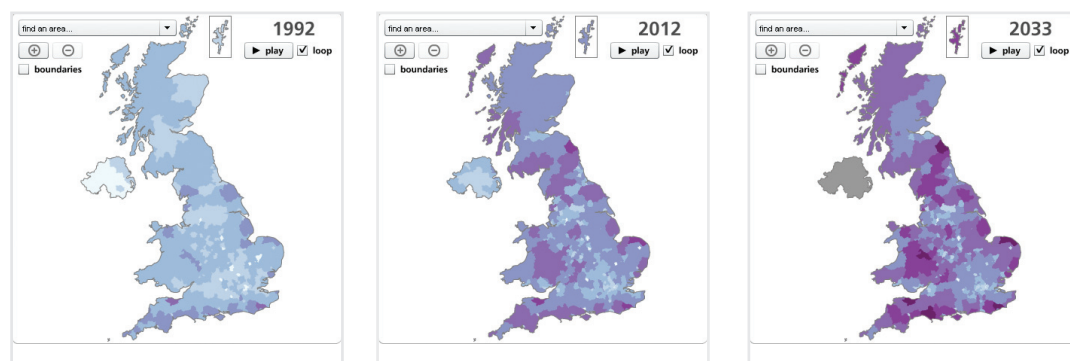 find an area... 1992
play loop
boundaries
find an area... 2012
play loop
boundaries
find an area... 2033
play loop
boundaries